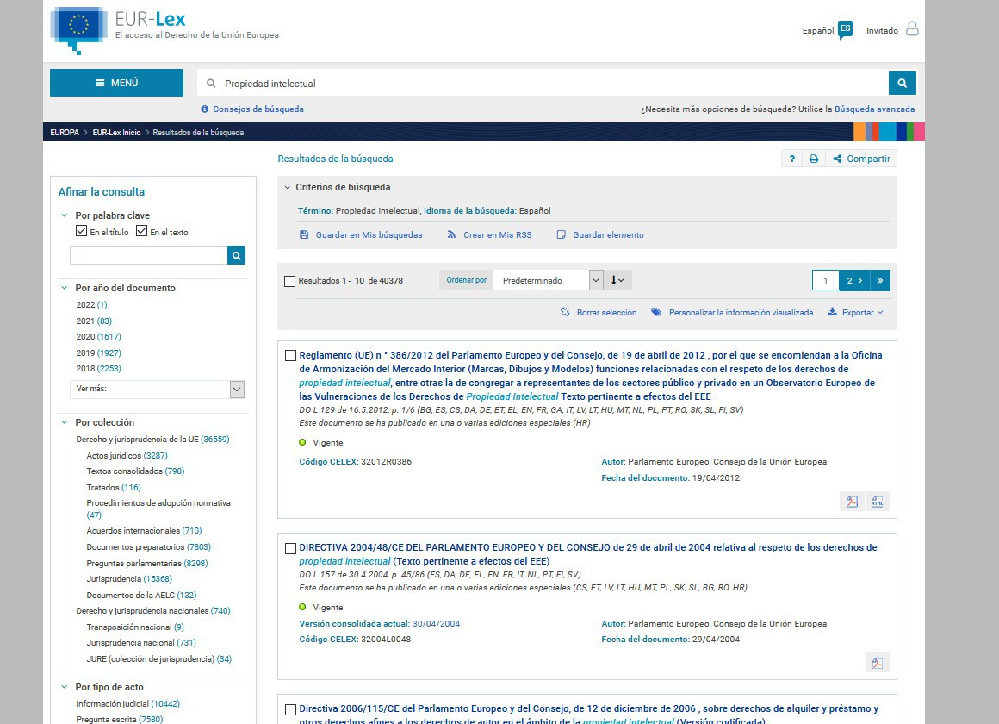 EUR-Lex
El acceso al Derecho de la Unión Europea
Español ES Invitado
MENÚ
Propiedad intelectual
Consejos de búsqueda
¿Necesita más opciones de búsqueda? Utilice la Búsqueda avanzada
EUROPA > EUR-Lex Inicio > Resultados de la búsqueda
Resultados de la búsqueda
? Compartir
Afinar la consulta
Por palabra clave
En el título En el texto
Por año del documento
2022 (1)
2021 (83)
2020 (1617)
2019 (1927)
2018 (2253)
Ver más:
Por colección
Derecho y jurisprudencia de la UE (36559)
Actos jurídicos (3287)
Textos consolidados (798)
Tratados (116)
Procedimientos de adopción normativa
(47)
Acuerdos internacionales (710)
Documentos preparatorios (7803)
Preguntas parlamentarias (8298)
Jurisprudencia (15368)
Documentos de la AELC (132)
Derecho y jurisprudencia nacionales (740)
Transposición nacional (9)
Jurisprudencia nacional (731)
JURE (colección de jurisprudencia) (34)
Por tipo de acto
Información judicial (10442)
Pregunta escrita (7580)
Criterios de búsqueda
Término: Propiedad intelectual, Idioma de la búsqueda: Español
Guardar en Mis búsquedas Crear en Mis RSS Guardar elemento
Resultados 1 - 10 de 40378
Ordenar por Predeterminado
1 2 > »
Borrar selección Personalizar la información visualizada Exportar
Reglamento (UE) n ° 386/2012 del Parlamento Europeo y del Consejo, de 19 de abril de 2012 , por el que se encomiendan a la Oficina
de Armonización del Mercado Interior (Marcas, Dibujos y Modelos) funciones relacionadas con el respeto de los derechos de
propiedad intelectual, entre otras la de congregar a representantes de los sectores público y privado en un Observatorio Europeo de
las Vulneraciones de los Derechos de Propiedad Intelectual Texto pertinente a efectos del EEE
DO L 129 de 16.5.2012, p. 1/6 (BG, ES, CS, DA, DE, ET, EL, EN, FR, GA, IT, LV, LT, HU, MT, NL, PL, PT, RO, SK, SL, FI, SV)
Este documento se ha publicado en una o varias ediciones especiales (HR)
Vigente
Código CELEX: 32012R0386
Autor: Parlamento Europeo, Consejo de la Unión Europea
Fecha del documento: 19/04/2012
HTML
DIRECTIVA 2004/48/CE DEL PARLAMENTO EUROPEO Y DEL CONSEJO de 29 de abril de 2004 relativa al respeto de los derechos de
propiedad intelectual (Texto pertinente a efectos del EEE)
DO L 157 de 30.4.2004, p. 45/86 (ES, DA, DE, EL, EN, FR, IT, NL, PT, FI, SV)
Este documento se ha publicado en una o varias ediciones especiales (CS, ET, LV, LT, HU, MT, PL, SK, SL, BG, RO, HR)
Vigente
Versión consolidada actual: 30/04/2004
Autor: Parlamento Europeo, Consejo de la Unión Europea
Código CELEX: 32004L0048
Fecha del documento: 29/04/2004
Directiva 2006/115/CE del Parlamento Europeo y del Consejo, de 12 de diciembre de 2006 , sobre derechos de alquiler y préstamo y
otros derechos afines a los derechos de autor en el ámbito de la propiedad intelectual (Versión codificada)